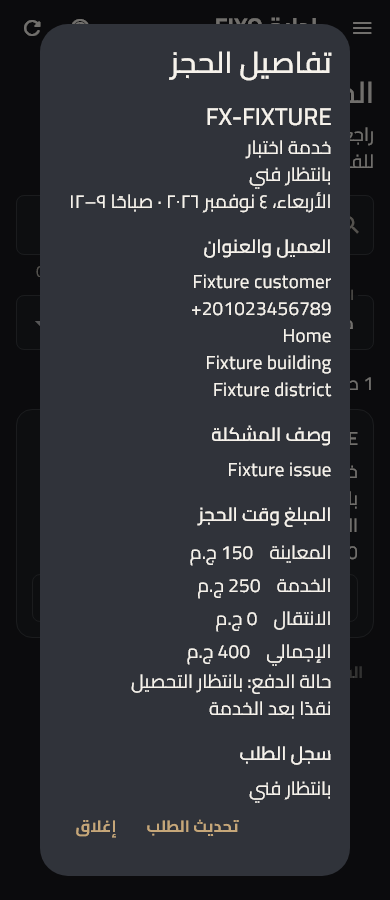 إدارة FIXO
تفاصيل الحجز
FX-FIXTURE
خدمة اختبار
بانتظار فني
الأربعاء، ٤ نوفمبر ٢٠٢٦ · صباحًا ٩–١٢
العميل والعنوان
Fixture customer
+201023456789
Home
Fixture building
Fixture district
وصف المشكلة
Fixture issue
المبلغ وقت الحجز
المعاينة 150 ج.م
الخدمة 250 ج.م
الانتقال 0 ج.م
الإجمالي 400 ج.م
حالة الدفع: بانتظار التحصيل
نقدًا بعد الخدمة
سجل الطلب
بانتظار فني
تحديث الطلب إغلاق